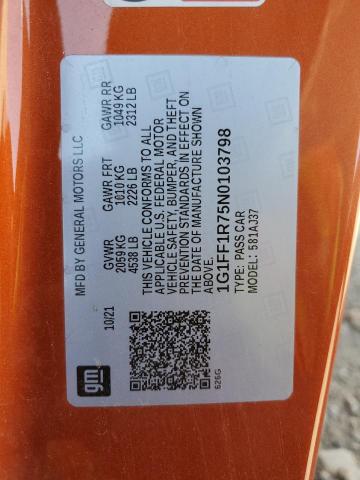 gm
MFD BY GENERAL MOTORS LLC
10/21 GVWR GAWR FRT GAWR RR
2059 KG 1010 KG 1049 KG
4538 LB 2226 LB 2312 LB
THIS VEHICLE CONFORMS TO ALL
APPLICABLE U.S. FEDERAL MOTOR
VEHICLE SAFETY, BUMPER, AND THEFT
PREVENTION STANDARDS IN EFFECT ON
THE DATE OF MANUFACTURE SHOWN
ABOVE.
1G1FF1R75N0103798
TYPE: PASS CAR
626G MODEL: 581AJ37